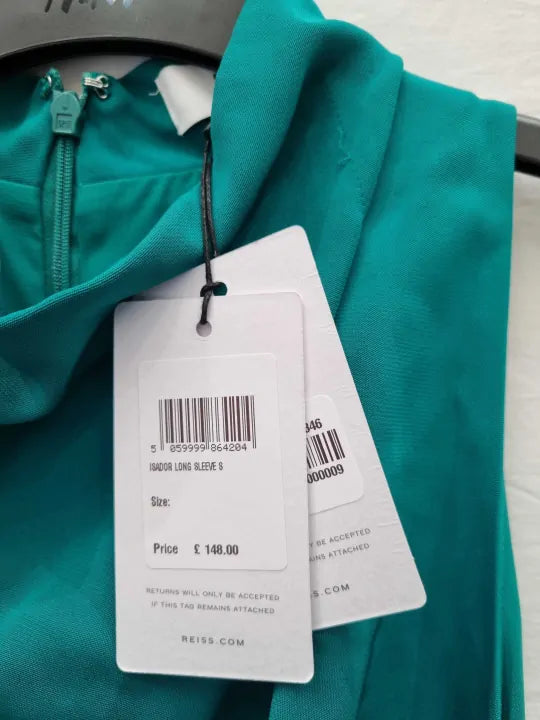 5 059999 864204
ISADOR LONG SLEEVE S
Size:
Price £ 148.00
RETURNS WILL ONLY BE ACCEPTED
IF THIS TAG REMAINS ATTACHED
REISS.COM
346
000009
Y BE ACCEPTED
AINS ATTACHED
S.COM